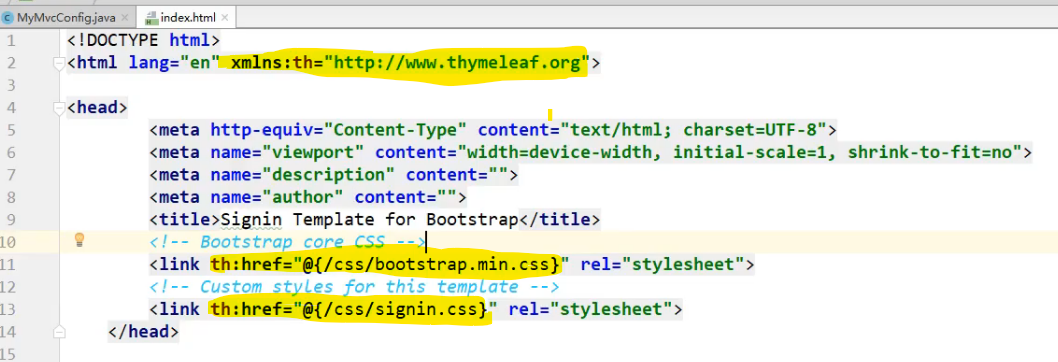 MyMvcConfig.java × index.html ×
1 <!DOCTYPE html>
2 <html lang="en" xmlns:th="http://www.thymeleaf.org">
3
4 <head>
5 <meta http-equiv="Content-Type" content="text/html; charset=UTF-8">
6 <meta name="viewport" content="width=device-width, initial-scale=1, shrink-to-fit=no">
7 <meta name="description" content="">
8 <meta name="author" content="">
9 <title>Signin Template for Bootstrap</title>
10 <!-- Bootstrap core CSS -->
11 <link th:href="@{/css/bootstrap.min.css}" rel="stylesheet">
12 <!-- Custom styles for this template -->
13 <link th:href="@{/css/signin.css}" rel="stylesheet">
14 </head>
15